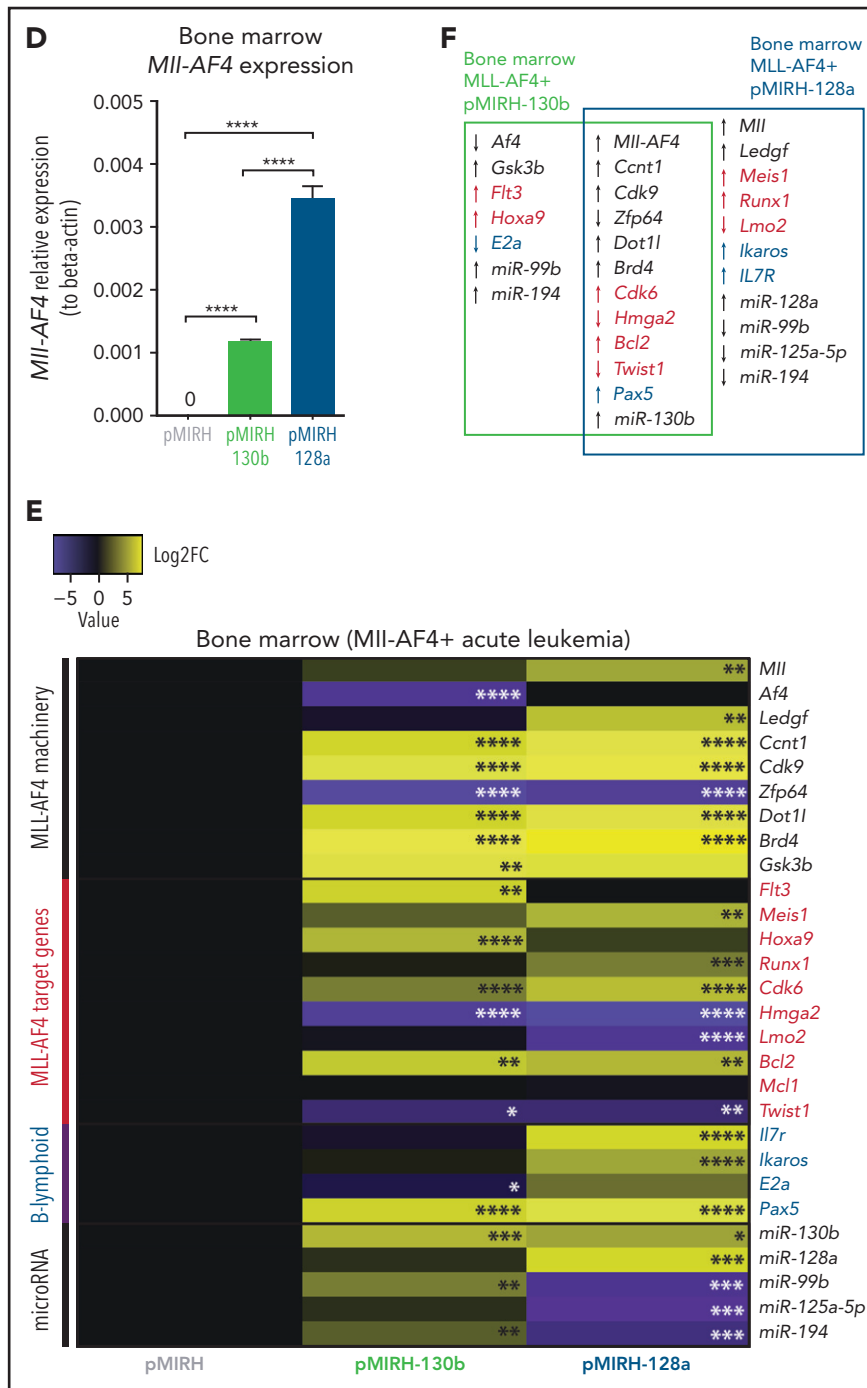 D
Bone marrow
Mll-AF4 expression
0.005
0.004
0.003
0.002
0.001
0.000
Mll-AF4 relative expression
(to beta-actin)
****
****
****
0
pMIRH
pMIRH
130b
pMIRH
128a
F
Bone marrow
MLL-AF4+
pMIRH-130b
Bone marrow
MLL-AF4+
pMIRH-128a
↓ Af4
↑ Gsk3b
↑ Flt3
↑ Hoxa9
↓ E2a
↑ miR-99b
↑ miR-194
↑ Mll-AF4
↑ Ccnt1
↑ Cdk9
↓ Zfp64
↑ Dot1l
↑ Brd4
↑ Cdk6
↓ Hmga2
↑ Bcl2
↓ Twist1
↑ Pax5
↑ miR-130b
↑ Mll
↑ Ledgf
↑ Meis1
↑ Runx1
↓ Lmo2
↑ Ikaros
↑ IL7R
↑ miR-128a
↓ miR-99b
↓ miR-125a-5p
↓ miR-194
E
Log2FC
−5 0 5
Value
Bone marrow (Mll-AF4+ acute leukemia)
MLL-AF4 machinery
** Mll
**** Af4
** Ledgf
**** **** Ccnt1
**** **** Cdk9
**** **** Zfp64
**** **** Dot1l
**** **** Brd4
** Gsk3b
MLL-AF4 target genes
** Flt3
** Meis1
**** Hoxa9
*** Runx1
**** **** Cdk6
**** **** Hmga2
**** Lmo2
** ** Bcl2
Mcl1
* ** Twist1
B-lymphoid
**** Il7r
**** Ikaros
* E2a
**** **** Pax5
microRNA
*** * miR-130b
*** miR-128a
** *** miR-99b
*** miR-125a-5p
** *** miR-194
pMIRH pMIRH-130b pMIRH-128a